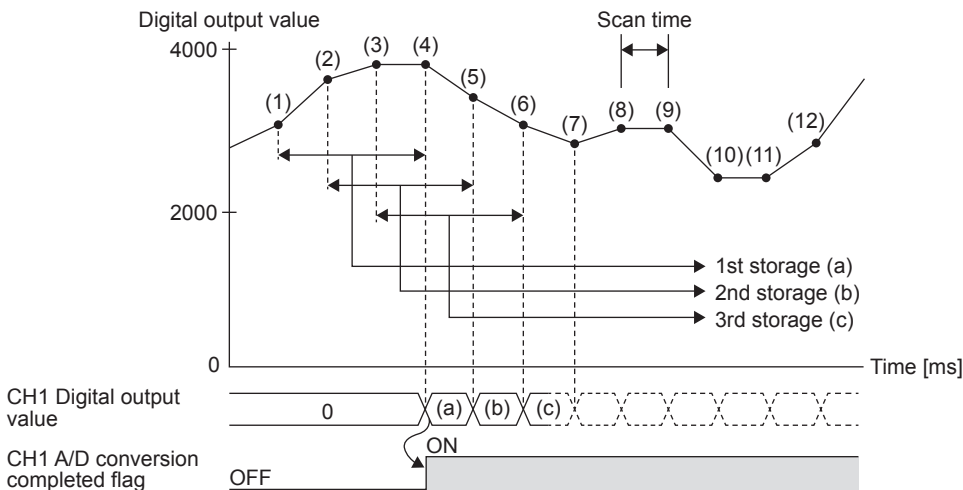 Digital output value
Scan time
4000
(1)
(2)
(3)
(4)
(5)
(6)
(7)
(8)
(9)
(10)
(11)
(12)
2000
1st storage (a)
2nd storage (b)
3rd storage (c)
0
Time [ms]
CH1 Digital output
value
0
(a)
(b)
(c)
CH1 A/D conversion
completed flag
OFF
ON